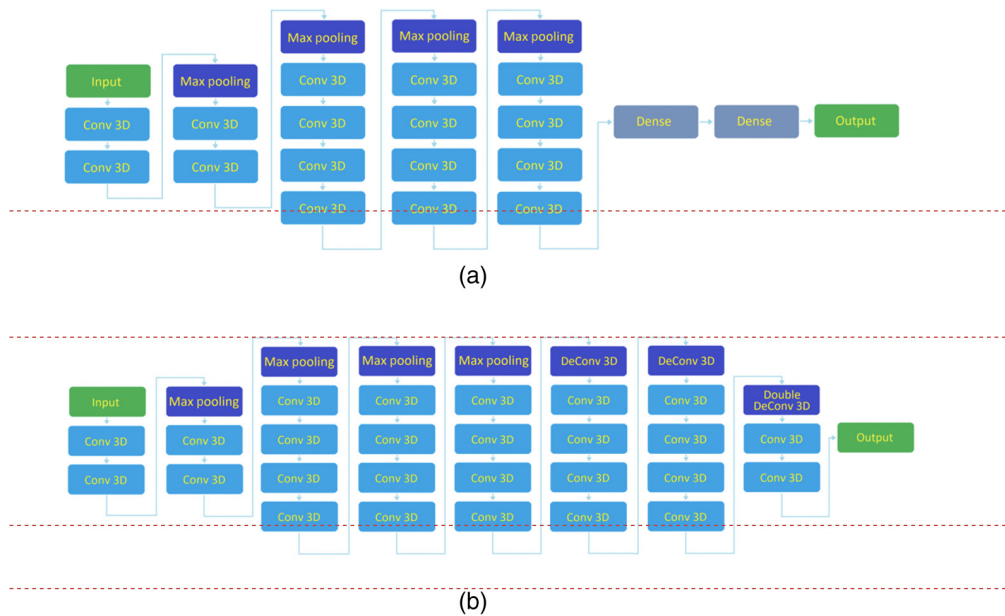 Input
Conv 3D
Conv 3D
Max pooling
Conv 3D
Conv 3D
Max pooling
Conv 3D
Conv 3D
Conv 3D
Conv 3D
Max pooling
Conv 3D
Conv 3D
Conv 3D
Conv 3D
Max pooling
Conv 3D
Conv 3D
Conv 3D
Conv 3D
Dense
Dense
Output
(a)
Input
Conv 3D
Conv 3D
Max pooling
Conv 3D
Conv 3D
Max pooling
Conv 3D
Conv 3D
Conv 3D
Conv 3D
Max pooling
Conv 3D
Conv 3D
Conv 3D
Conv 3D
Max pooling
Conv 3D
Conv 3D
Conv 3D
Conv 3D
DeConv 3D
Conv 3D
Conv 3D
Conv 3D
Conv 3D
DeConv 3D
Conv 3D
Conv 3D
Conv 3D
Conv 3D
Double
DeConv 3D
Conv 3D
Conv 3D
Output
(b)